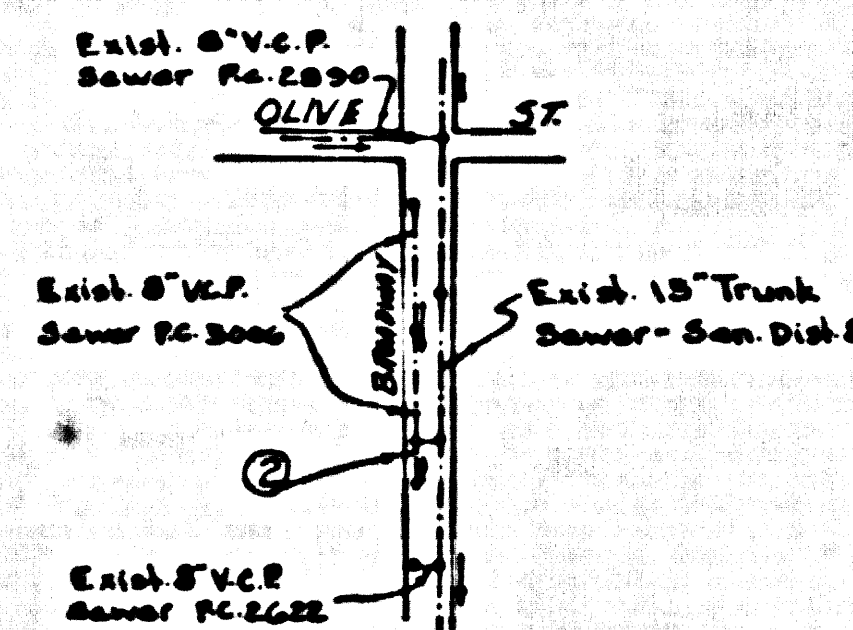 Exist. 8" V.C.P.
Sewer P.C. 2890
OLIVE ST.
Exist. 8" V.C.P.
Sewer P.C. 3006
BROADWAY
Exist. 15" Trunk
Sewer - San. Dist.
2
Exist. 8" V.C.P.
Sewer P.C. 2622